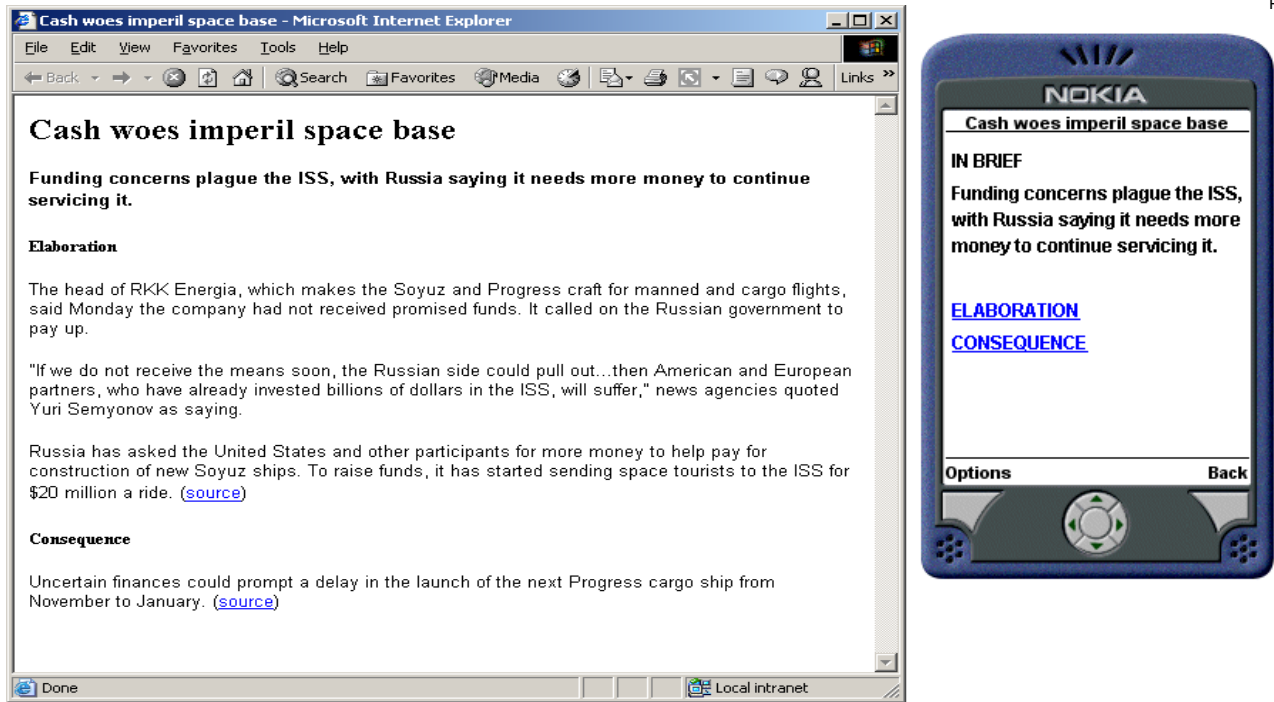 Cash woes imperil space base - Microsoft Internet Explorer
File Edit View Favorites Tools Help
Back Search Favorites Media Links »
Cash woes imperil space base
Funding concerns plague the ISS, with Russia saying it needs more money to continue
servicing it.
Elaboration
The head of RKK Energia, which makes the Soyuz and Progress craft for manned and cargo flights,
said Monday the company had not received promised funds. It called on the Russian government to
pay up.
"If we do not receive the means soon, the Russian side could pull out...then American and European
partners, who have already invested billions of dollars in the ISS, will suffer," news agencies quoted
Yuri Semyonov as saying.
Russia has asked the United States and other participants for more money to help pay for
construction of new Soyuz ships. To raise funds, it has started sending space tourists to the ISS for
$20 million a ride. (source)
Consequence
Uncertain finances could prompt a delay in the launch of the next Progress cargo ship from
November to January. (source)
Done Local intranet
NOKIA
Cash woes imperil space base
IN BRIEF
Funding concerns plague the ISS,
with Russia saying it needs more
money to continue servicing it.
ELABORATION
CONSEQUENCE
Options Back